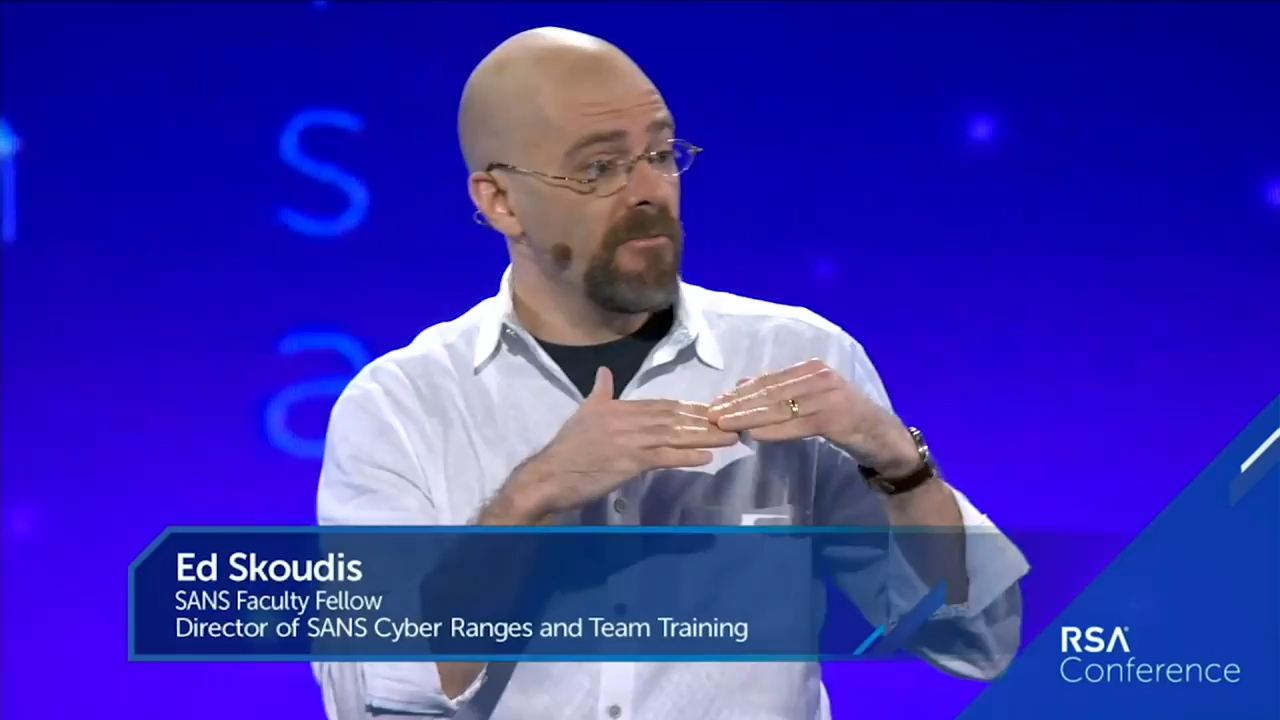 s
a
Ed Skoudis
SANS Faculty Fellow
Director of SANS Cyber Ranges and Team Training
RSA
Conference